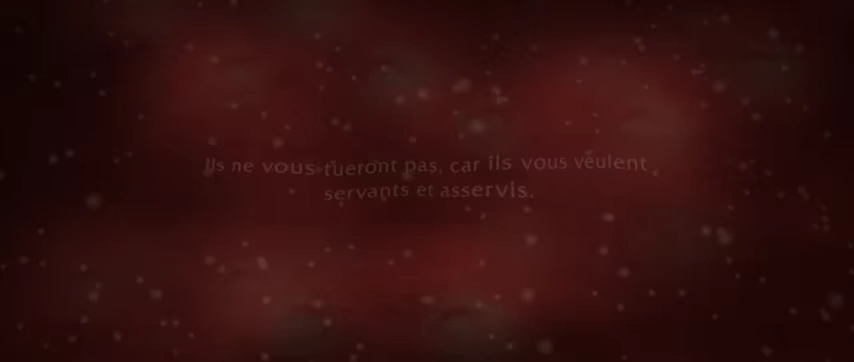 Ils ne vous tueront pas, car ils vous veulent
servants et asservis.